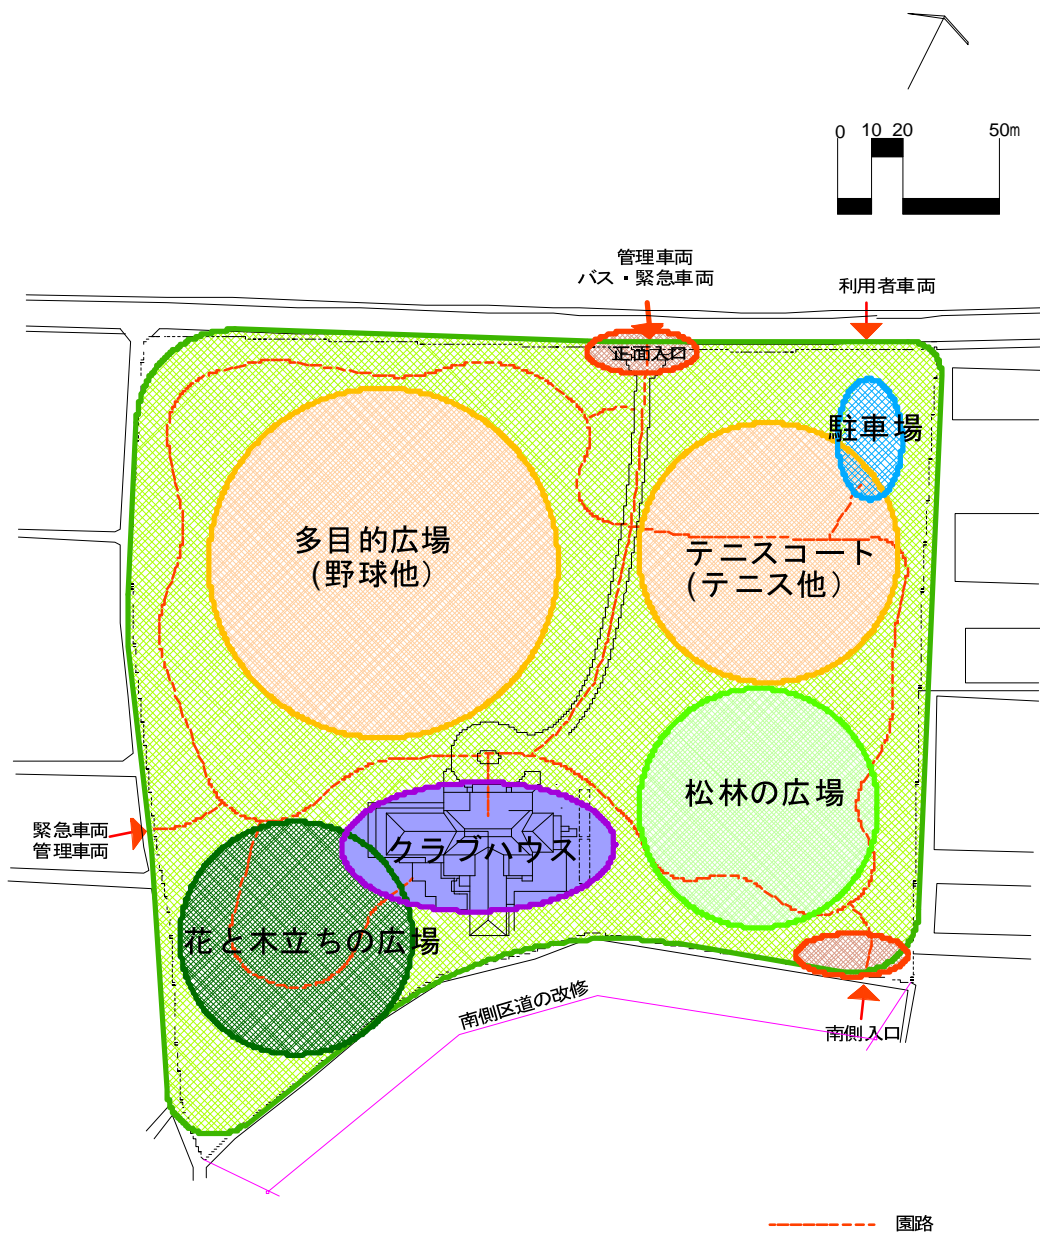 0 10 20 50m
管理車両
バス・緊急車両
利用者車両
正面入口
駐車場
多目的広場
(野球他）
テニスコート
(テニス他）
松林の広場
緊急車両
管理車両
クラブハウス
花と木立ちの広場
南側区道の改修
南側入口
園路